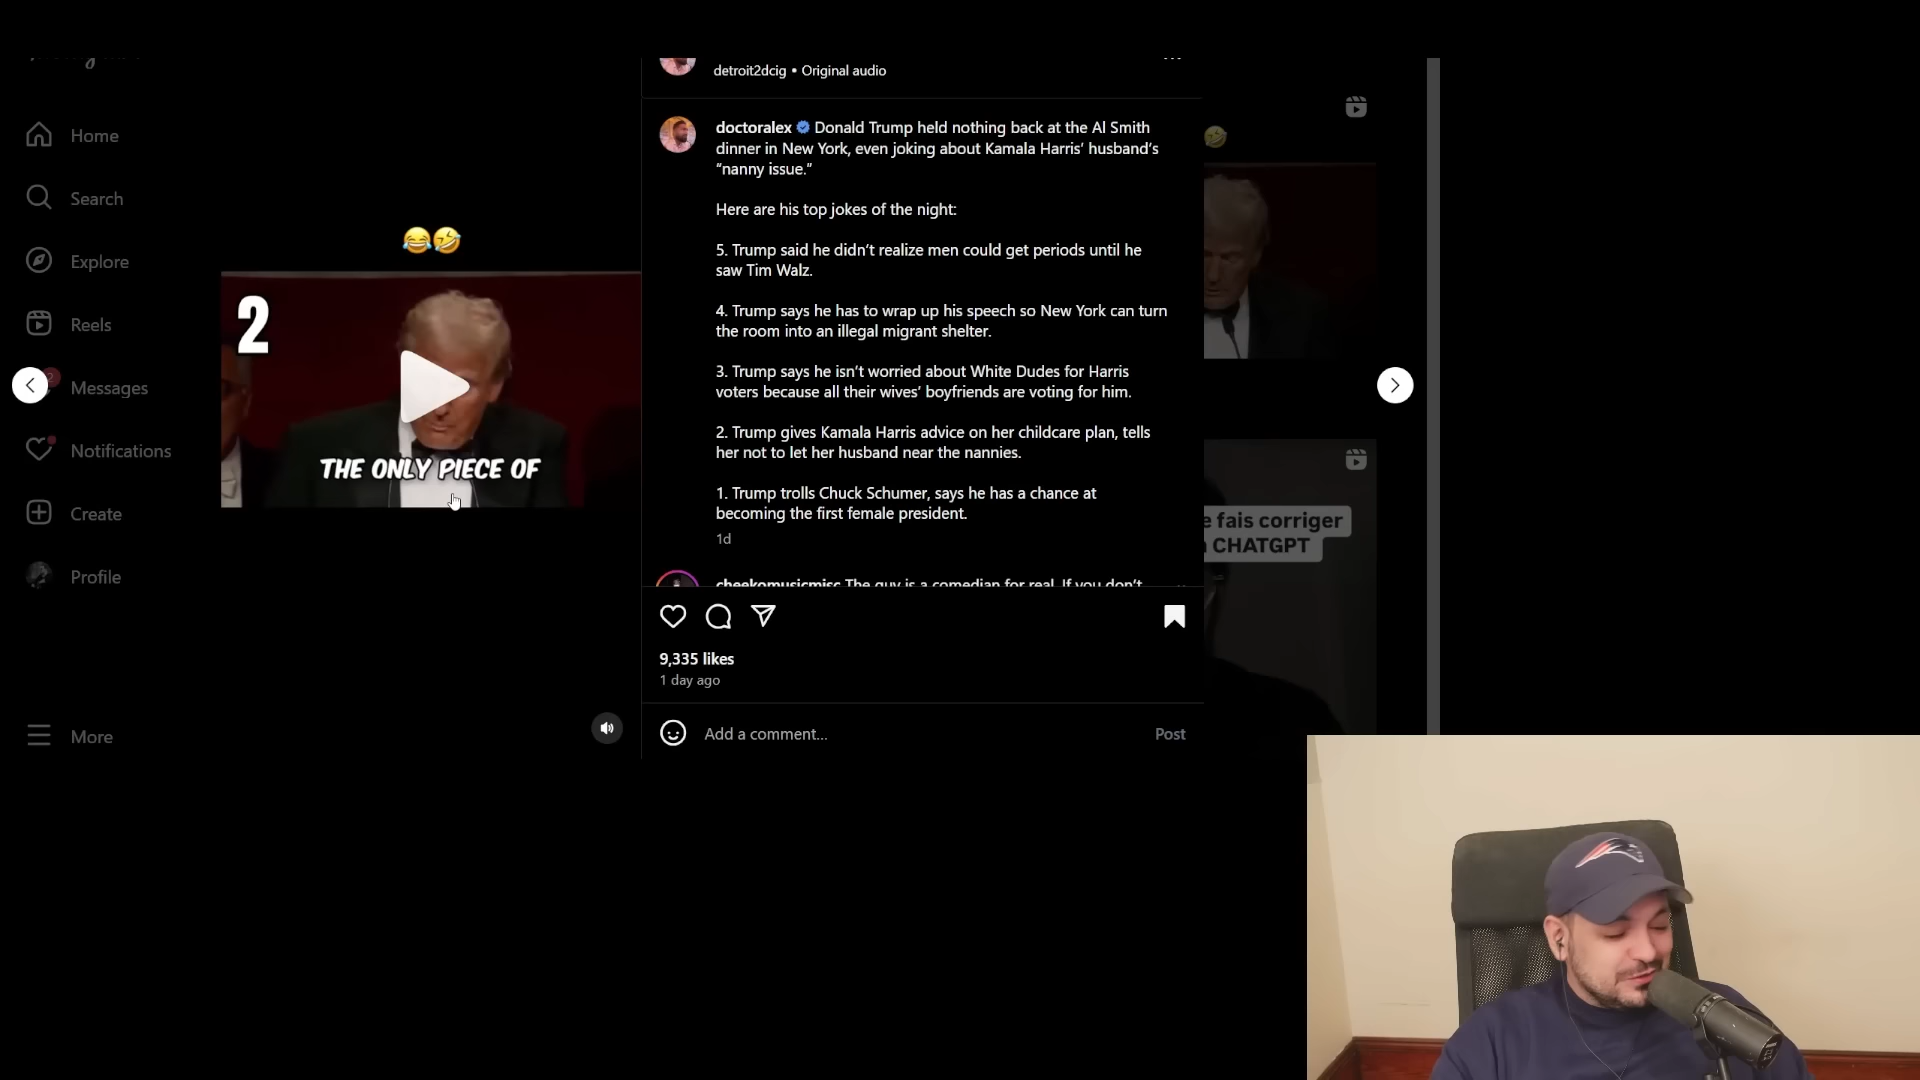 Home
Search
Explore
Reels
Messages
Notifications
Create
Profile
More
2
THE ONLY PIECE OF
detroit2dcig • Original audio
doctoralex Donald Trump held nothing back at the Al Smith
dinner in New York, even joking about Kamala Harris’ husband’s
“nanny issue.”
Here are his top jokes of the night:
5. Trump said he didn’t realize men could get periods until he
saw Tim Walz.
4. Trump says he has to wrap up his speech so New York can turn
the room into an illegal migrant shelter.
3. Trump says he isn’t worried about White Dudes for Harris
voters because all their wives’ boyfriends are voting for him.
2. Trump gives Kamala Harris advice on her childcare plan, tells
her not to let her husband near the nannies.
1. Trump trolls Chuck Schumer, says he has a chance at
becoming the first female president.
1d
cheekomusicmisc The guy is a comedian for real. If you don’t
9,335 likes
1 day ago
Add a comment...
Post
e fais corriger
CHATGPT